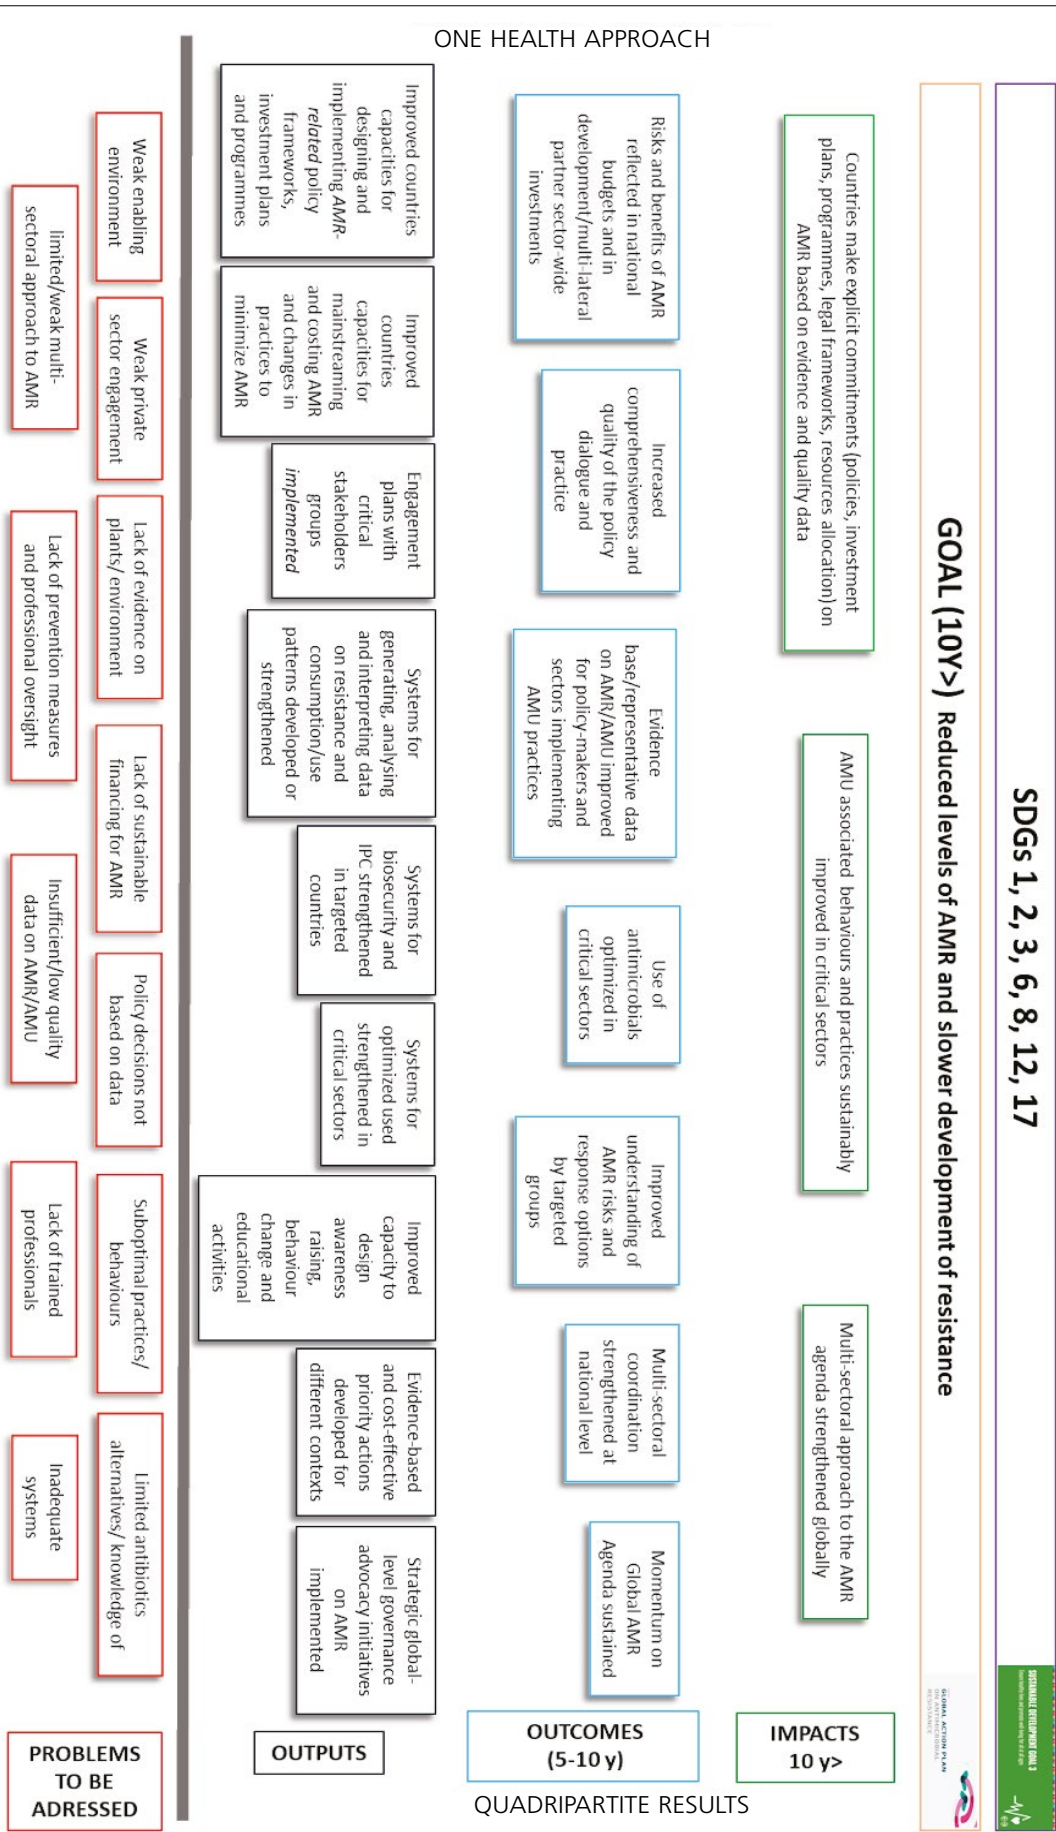 ONE HEALTH APPROACH
SDGs 1, 2, 3, 6, 8, 12, 17
SUSTAINABLE DEVELOPMENT GOAL 3
GOAL (10Y>) Reduced levels of AMR and slower development of resistance
GLOBAL ACTION PLAN
ON ANTIMICROBIAL
RESISTANCE
Countries make explicit commitments (policies, investment
plans, programmes, legal frameworks, resources allocation) on
AMR based on evidence and quality data
AMU associated behaviours and practices sustainably
improved in critical sectors
Multi-sectoral approach to the AMR
agenda strengthened globally
IMPACTS
10 y>
Risks and benefits of AMR
reflected in national
budgets and in
development/multi-lateral
partner sector-wide
investments
Increased
comprehensiveness and
quality of the policy
dialogue and
practice
Evidence
base/representative data
on AMR/AMU improved
for policy-makers and
sectors implementing
AMU practices
Use of
antimicrobials
optimized in
critical sectors
Improved
understanding of
AMR risks and
response options
by targeted
groups
Multi-sectoral
coordination
strengthened at
national level
Momentum on
Global AMR
Agenda sustained
OUTCOMES
(5-10 y)
Improved countries
capacities for
designing and
implementing AMR-
related policy
frameworks,
investment plans
and programmes
Improved
countries
capacities for
mainstreaming
and costing AMR
and changes in
practices to
minimize AMR
Engagement
plans with
critical
stakeholders
groups
implemented
Systems for
generating, analysing
and interpreting data
on resistance and
consumption/use
patterns developed or
strengthened
Systems for
biosecurity and
IPC strengthened
in targeted
countries
Systems for
optimized used
strengthened in
critical sectors
Improved
capacity to
design
awareness
raising,
behaviour
change and
educational
activities
Evidence-based
and cost-effective
priority actions
developed for
different contexts
Strategic global-
level governance
advocacy initiatives
on AMR
implemented
OUTPUTS
Weak enabling
environment
Weak private
sector engagement
Lack of evidence on
plants/ environment
Lack of sustainable
financing for AMR
Policy decisions not
based on data
Suboptimal practices/
behaviours
Limited antibiotics
alternatives/ knowledge of
limited/weak multi-
sectoral approach to AMR
Lack of prevention measures
and professional oversight
Insufficient/low quality
data on AMR/AMU
Lack of trained
professionals
Inadequate
systems
PROBLEMS
TO BE
ADRESSED
QUADRIPARTITE RESULTS